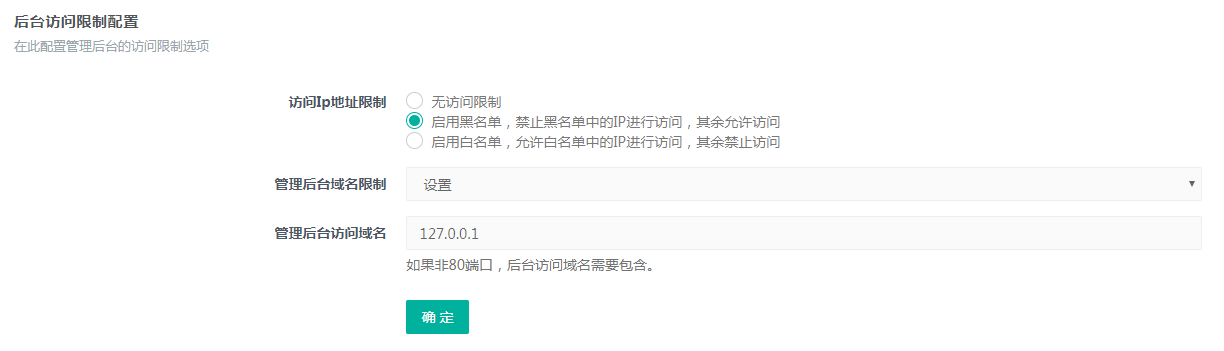 后台访问限制配置
在此配置管理后台的访问限制选项
访问Ip地址限制
无访问限制
启用黑名单，禁止黑名单中的IP进行访问，其余允许访问
启用白名单，允许白名单中的IP进行访问，其余禁止访问
管理后台域名限制
设置
管理后台访问域名
127.0.0.1
如果非80端口，后台访问域名需要包含。
确 定